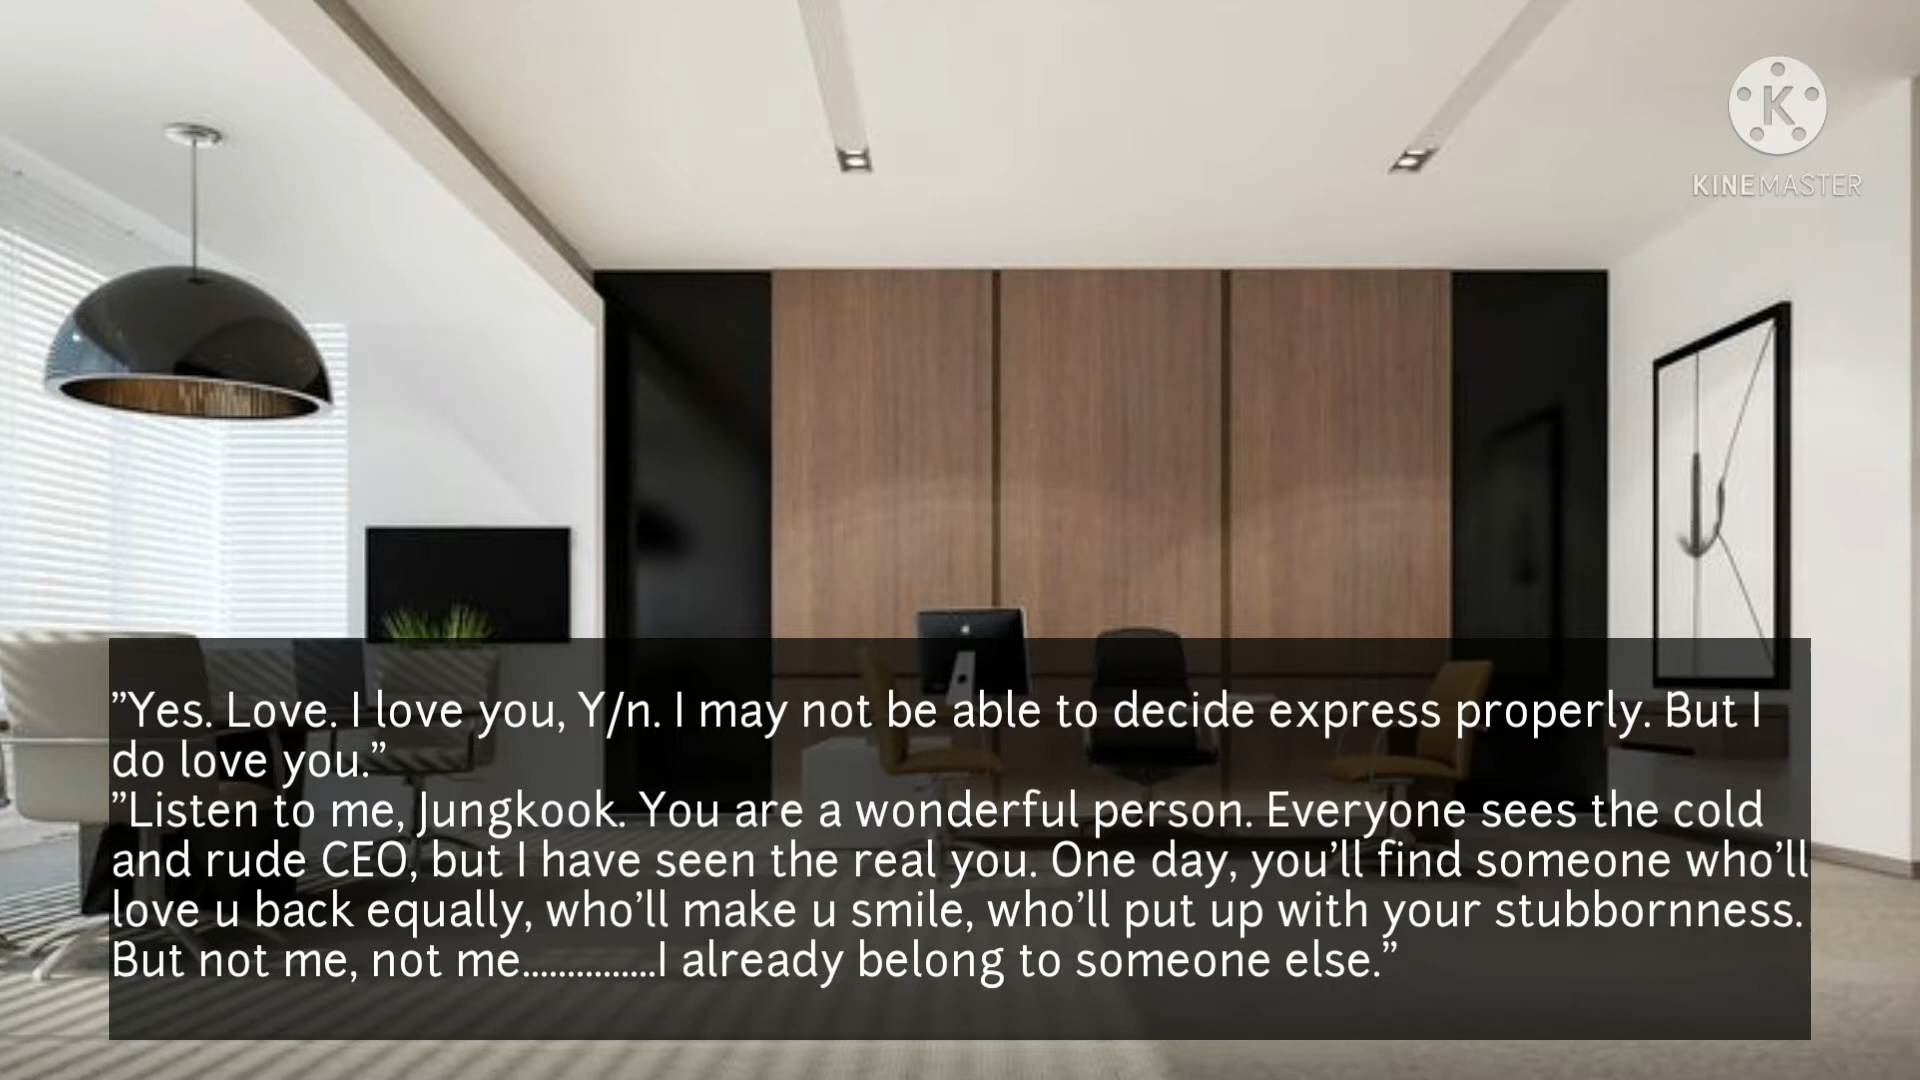 K
KINEMASTER
"Yes. Love. I love you, Y/n. I may not be able to decide express properly. But I
do love you."
"Listen to me, Jungkook. You are a wonderful person. Everyone sees the cold
and rude CEO, but I have seen the real you. One day, you'll find someone who'll
love u back equally, who'll make u smile, who'll put up with your stubbornness.
But not me, not me...............I already belong to someone else."